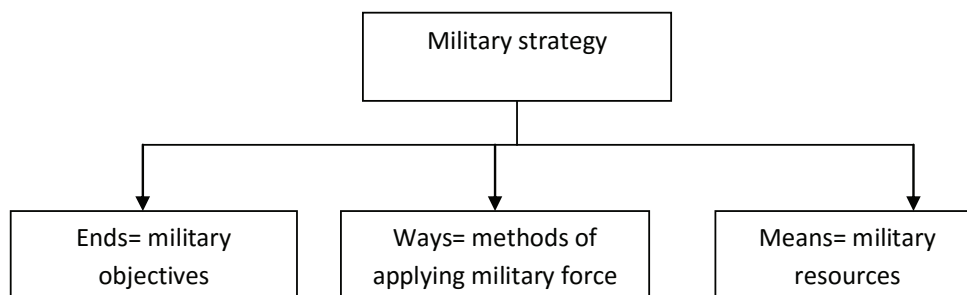 Military strategy
Ends= military
objectives
Ways= methods of
applying military force
Means= military
resources